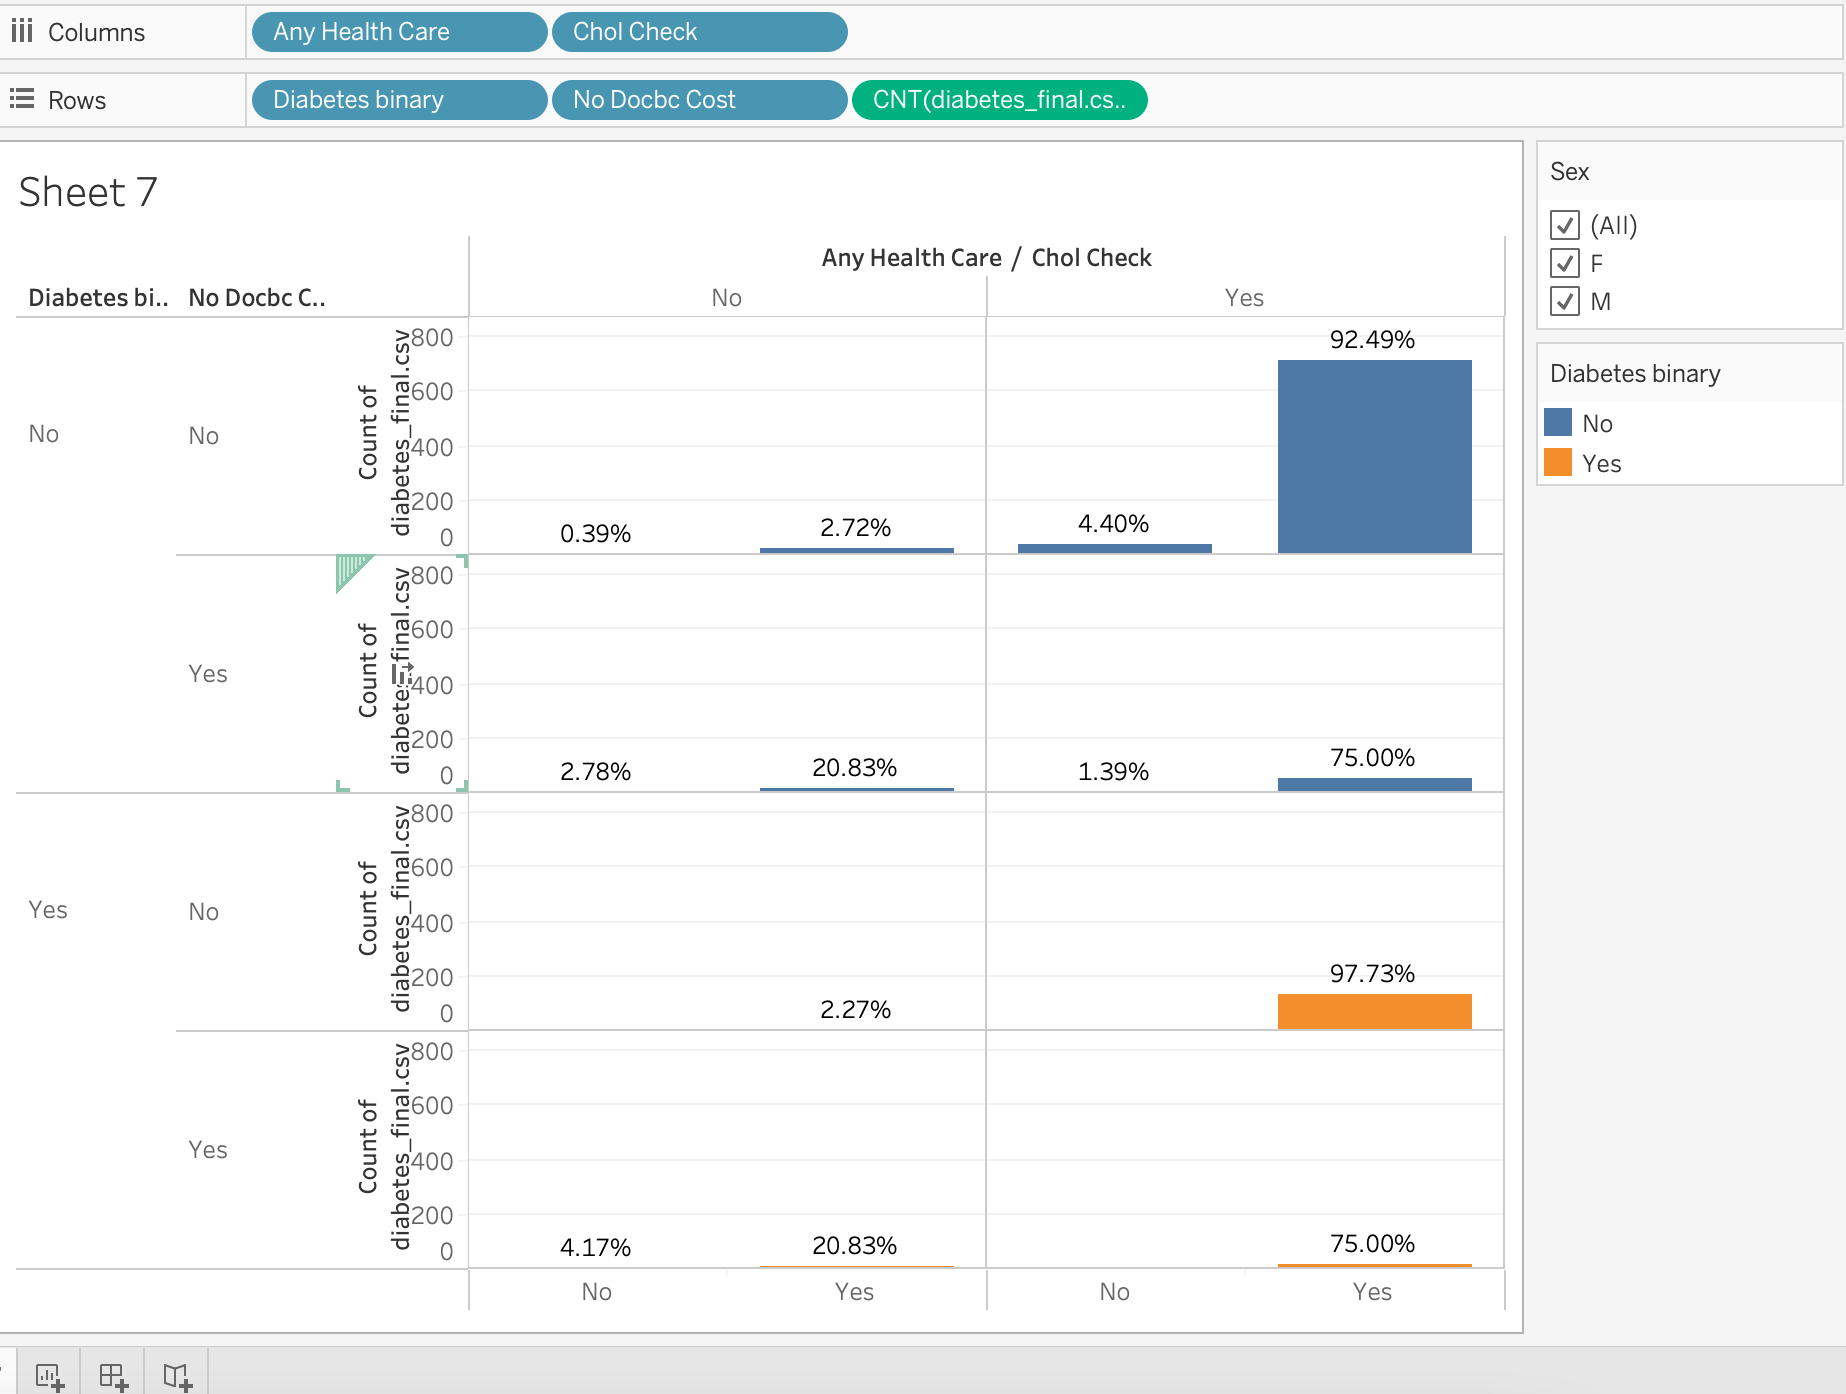 Columns
Any Health Care
Chol Check
Rows
Diabetes binary
No Docbc Cost
CNT(diabetes_final.cs..
Sheet 7
Any Health Care / Chol Check
Diabetes bi..
No Docbc C..
No
Yes
No
No
Count of
diabetes_final.csv
800
600
400
200
0
0.39%
2.72%
4.40%
92.49%
Yes
Count of
diabetes_final.csv
800
600
400
200
0
2.78%
20.83%
1.39%
75.00%
Yes
No
Count of
diabetes_final.csv
800
600
400
200
0
2.27%
97.73%
Yes
Count of
diabetes_final.csv
800
600
400
200
0
4.17%
20.83%
75.00%
No
Yes
No
Yes
Sex
(All)
F
M
Diabetes binary
No
Yes